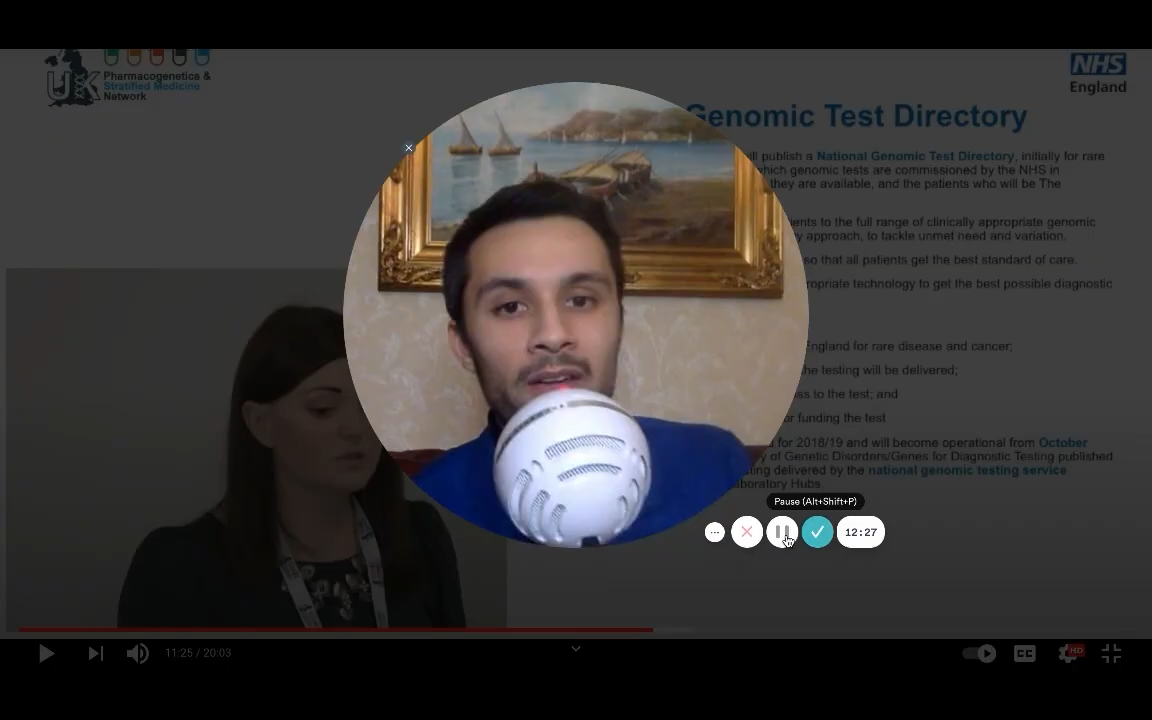 UK
Pharmacogenetics &
Stratified Medicine
Network
NHS
England
Genomic Test Directory
ill publish a National Genomic Test Directory, initially for rare
which genomic tests are commissioned by the NHS in
they are available, and the patients who will be The
ents to the full range of clinically appropriate genomic
y approach, to tackle unmet need and variation.
so that all patients get the best standard of care.
ropriate technology to get the best possible diagnostic
England for rare disease and cancer;
he testing will be delivered;
ss to the test; and
or funding the test
d for 2018/19 and will become operational from October
y of Genetic Disorders/Genes for Diagnostic Testing published
ting delivered by the national genomic testing service
aboratory Hubs.
Pause (Alt+Shift+P)
12:27
11:25 / 20:03
CC
HD